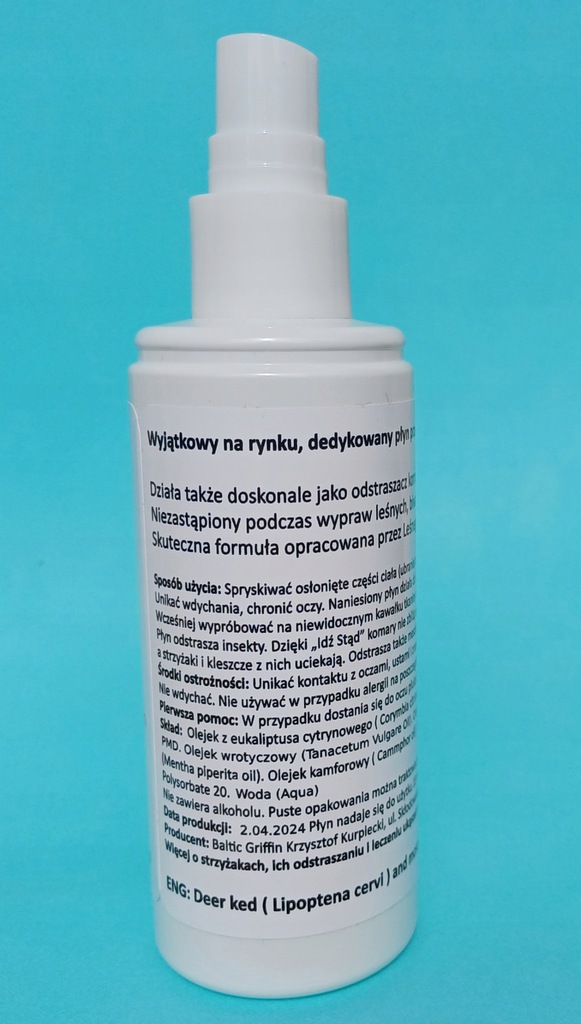 Wyjątkowy na rynku, dedykowany płyn
Działa także doskonale jako odstraszacz
Niezastąpiony podczas wypraw leśnych,
Skuteczna formuła opracowana przez
Sposób użycia: Spryskiwać osłonięte części ciała
Unikać wdychania, chronić oczy. Naniesiony płyn działa
Wcześniej wypróbować na niewidocznym kawałku
Płyn odstrasza insekty. Dzięki „Idź Stąd" komary nie
a strzyżaki i kleszcze z nich uciekają. Odstrasza także
Środki ostrożności: Unikać kontaktu z oczami, ustami
Nie wdychać. Nie używać w przypadku alergii na
Pierwsza pomoc: W przypadku dostania się do oczu
Skład: Olejek z eukaliptusa cytrynowego ( Corymbia
PMD. Olejek wrotyczowy (Tanacetum Vulgare Oil)
(Mentha piperita oil). Olejek kamforowy ( Cammphor
Polysorbate 20. Woda (Aqua)
Nie zawiera alkoholu. Puste opakowania można
Data produkcji: 2.04.2024 Płyn nadaje się do użycia
Producent: Baltic Griffin Krzysztof Kurpiecki, ul.
Więcej o strzyżakach, ich odstraszaniu i leczeniu
ENG: Deer ked ( Lipoptena cervi ) and